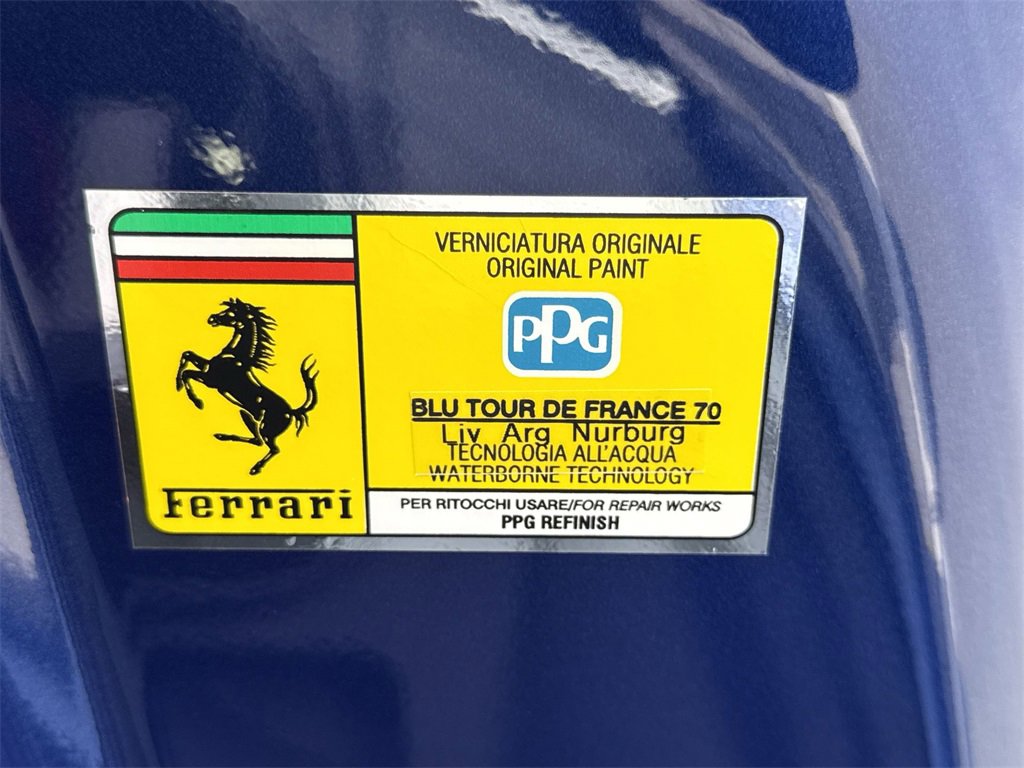 VERNICIATURA ORIGINALE
ORIGINAL PAINT
PPG
BLU TOUR DE FRANCE 70
Liv Arg Nurburg
TECNOLOGIA ALL'ACQUA
WATERBORNE TECHNOLOGY
Ferrari
PER RITOCCHI USARE/FOR REPAIR WORKS
PPG REFINISH